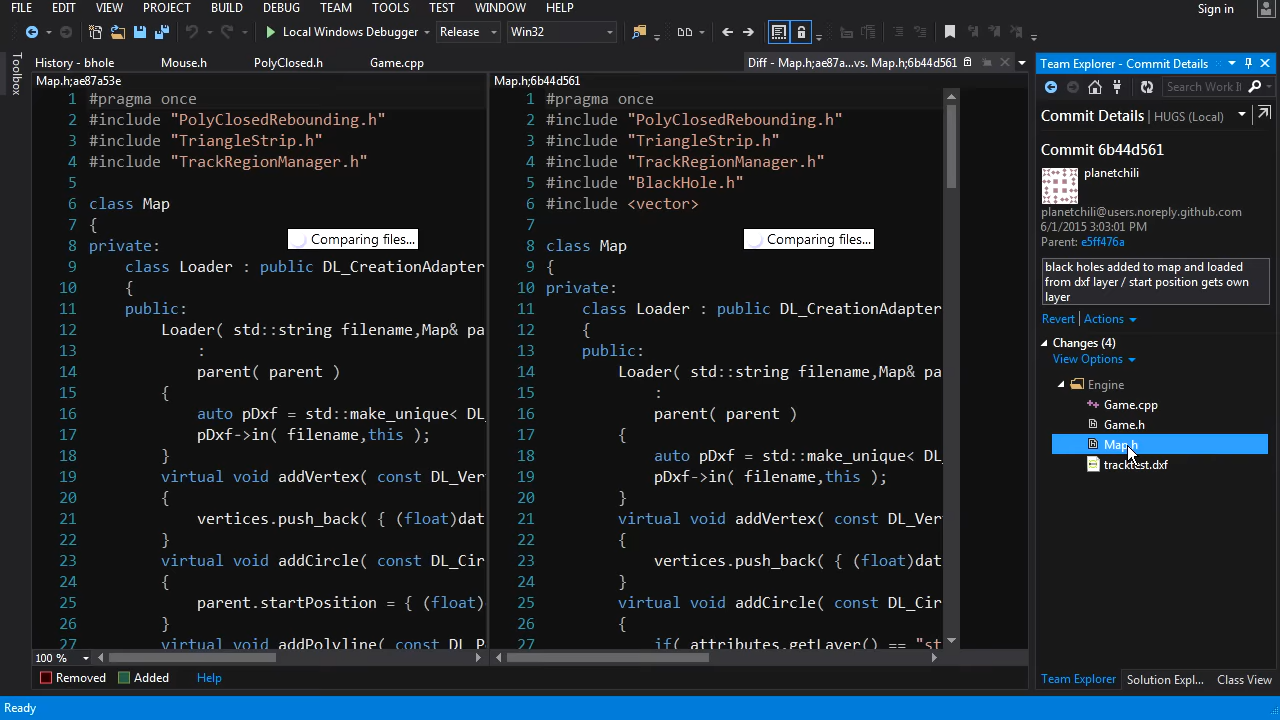 FILE EDIT VIEW PROJECT BUILD DEBUG TEAM TOOLS TEST WINDOW HELP
Sign in
Local Windows Debugger Release Win32
Toolbox
History - bhole Mouse.h PolyClosed.h Game.cpp Diff - Map.h;ae87a...vs. Map.h;6b44d561
Map.h;ae87a53e
1 #pragma once
2 #include "PolyClosedRebounding.h"
3 #include "TriangleStrip.h"
4 #include "TrackRegionManager.h"
5
6 class Map
7 {
8 private:
9 class Loader : public DL_CreationAdapter
10 {
11 public:
12 Loader( std::string filename,Map& pa
13 :
14 parent( parent )
15 {
16 auto pDxf = std::make_unique< DL_
17 pDxf->in( filename,this );
18 }
19 virtual void addVertex( const DL_Ver
20 {
21 vertices.push_back( { (float)dat
22 }
23 virtual void addCircle( const DL_Cir
24 {
25 parent.startPosition = { (float)
26 }
27 virtual void addPolyline( const DL_P
Comparing files...
100 %
Removed Added Help
Map.h;6b44d561
1 #pragma once
2 #include "PolyClosedRebounding.h"
3 #include "TriangleStrip.h"
4 #include "TrackRegionManager.h"
5 #include "BlackHole.h"
6 #include <vector>
7
8 class Map
9 {
10 private:
11 class Loader : public DL_CreationAdapter
12 {
13 public:
14 Loader( std::string filename,Map& pa
15 :
16 parent( parent )
17 {
18 auto pDxf = std::make_unique< DL_
19 pDxf->in( filename,this );
20 }
21 virtual void addVertex( const DL_Ver
22 {
23 vertices.push_back( { (float)dat
24 }
25 virtual void addCircle( const DL_Cir
26 {
27 if( attributes.getLayer() == "st
Comparing files...
Team Explorer - Commit Details
Search Work I
Commit Details | HUGS (Local)
Commit 6b44d561
planetchili
planetchili@users.noreply.github.com
6/1/2015 3:03:01 PM
Parent: e5ff476a
black holes added to map and loaded
from dxf layer / start position gets own
layer
Revert | Actions
Changes (4)
View Options
Engine
Game.cpp
Game.h
Map.h
tracktest.dxf
Team Explorer Solution Expl... Class View
Ready